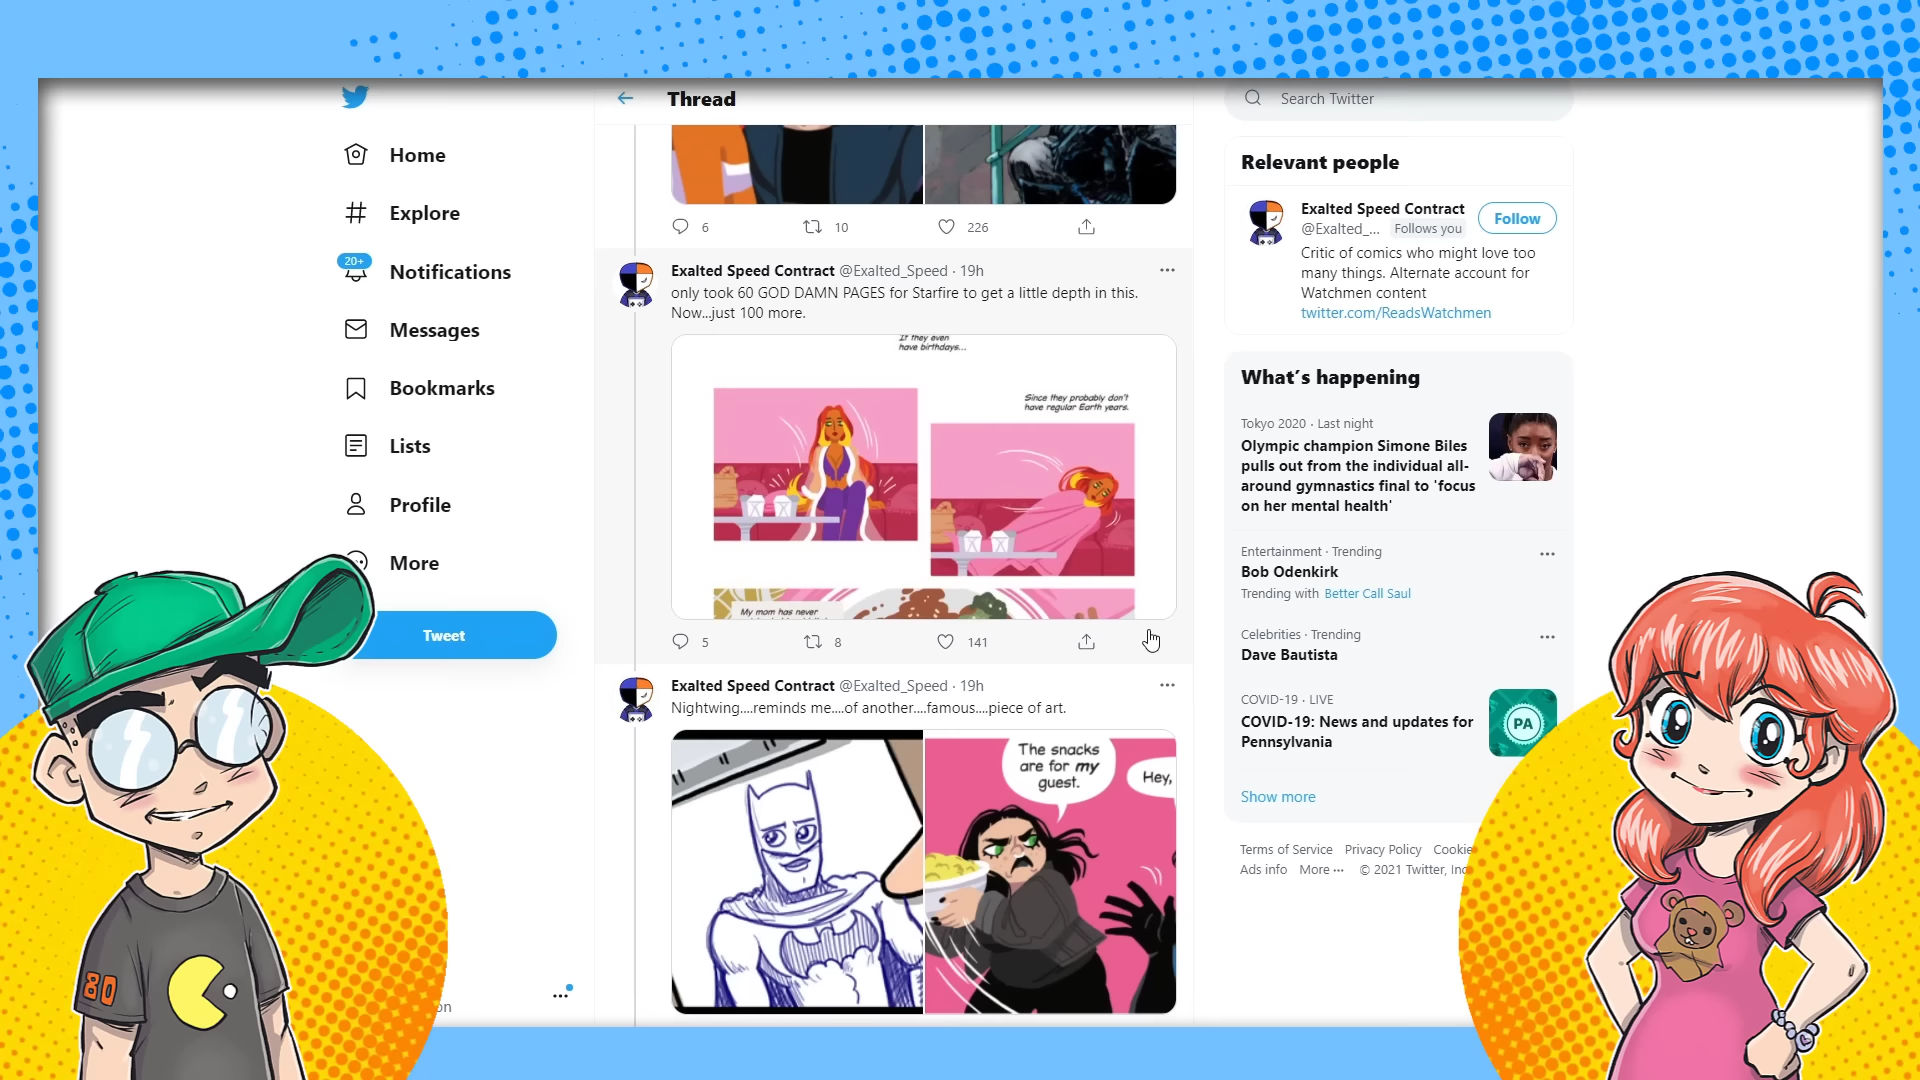 Home
Explore
20+
Notifications
Messages
Bookmarks
Lists
Profile
More
Tweet
Thread
6
10
226
Exalted Speed Contract @Exalted_Speed · 19h
only took 60 GOD DAMN PAGES for Starfire to get a little depth in this.
Now...just 100 more.
If they even
have birthdays...
Since they probably don't
have regular Earth years.
My mom has never
5
8
141
Exalted Speed Contract @Exalted_Speed · 19h
Nightwing....reminds me....of another....famous....piece of art.
The snacks
are for my
guest.
Hey,
Search Twitter
Relevant people
Exalted Speed Contract
@Exalted_... Follows you
Follow
Critic of comics who might love too
many things. Alternate account for
Watchmen content
twitter.com/ReadsWatchmen
What's happening
Tokyo 2020 · Last night
Olympic champion Simone Biles
pulls out from the individual all-
around gymnastics final to 'focus
on her mental health'
Entertainment · Trending
Bob Odenkirk
Trending with Better Call Saul
Celebrities · Trending
Dave Bautista
COVID-19 · LIVE
COVID-19: News and updates for
Pennsylvania
PA
Show more
Terms of Service Privacy Policy Cookie
Ads info More ··· © 2021 Twitter, Inc
80
on